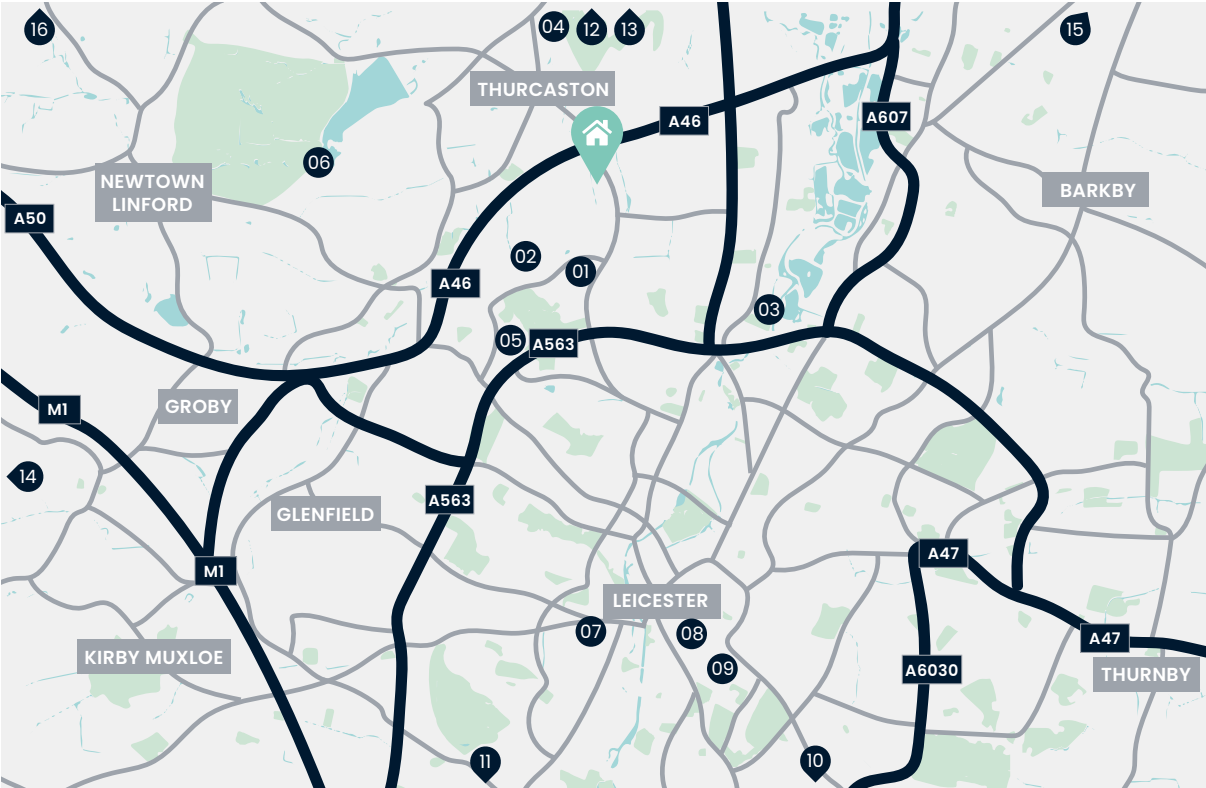 16
04
12
13
15
THURCASTON
A46
A607
06
NEWTOWN
LINFORD
BARKBY
A50
02
01
A46
03
05
A563
GROBY
M1
14
A563
GLENFIELD
A47
M1
LEICESTER
07
08
A47
KIRBY MUXLOE
09
A6030
THURNBY
11
10